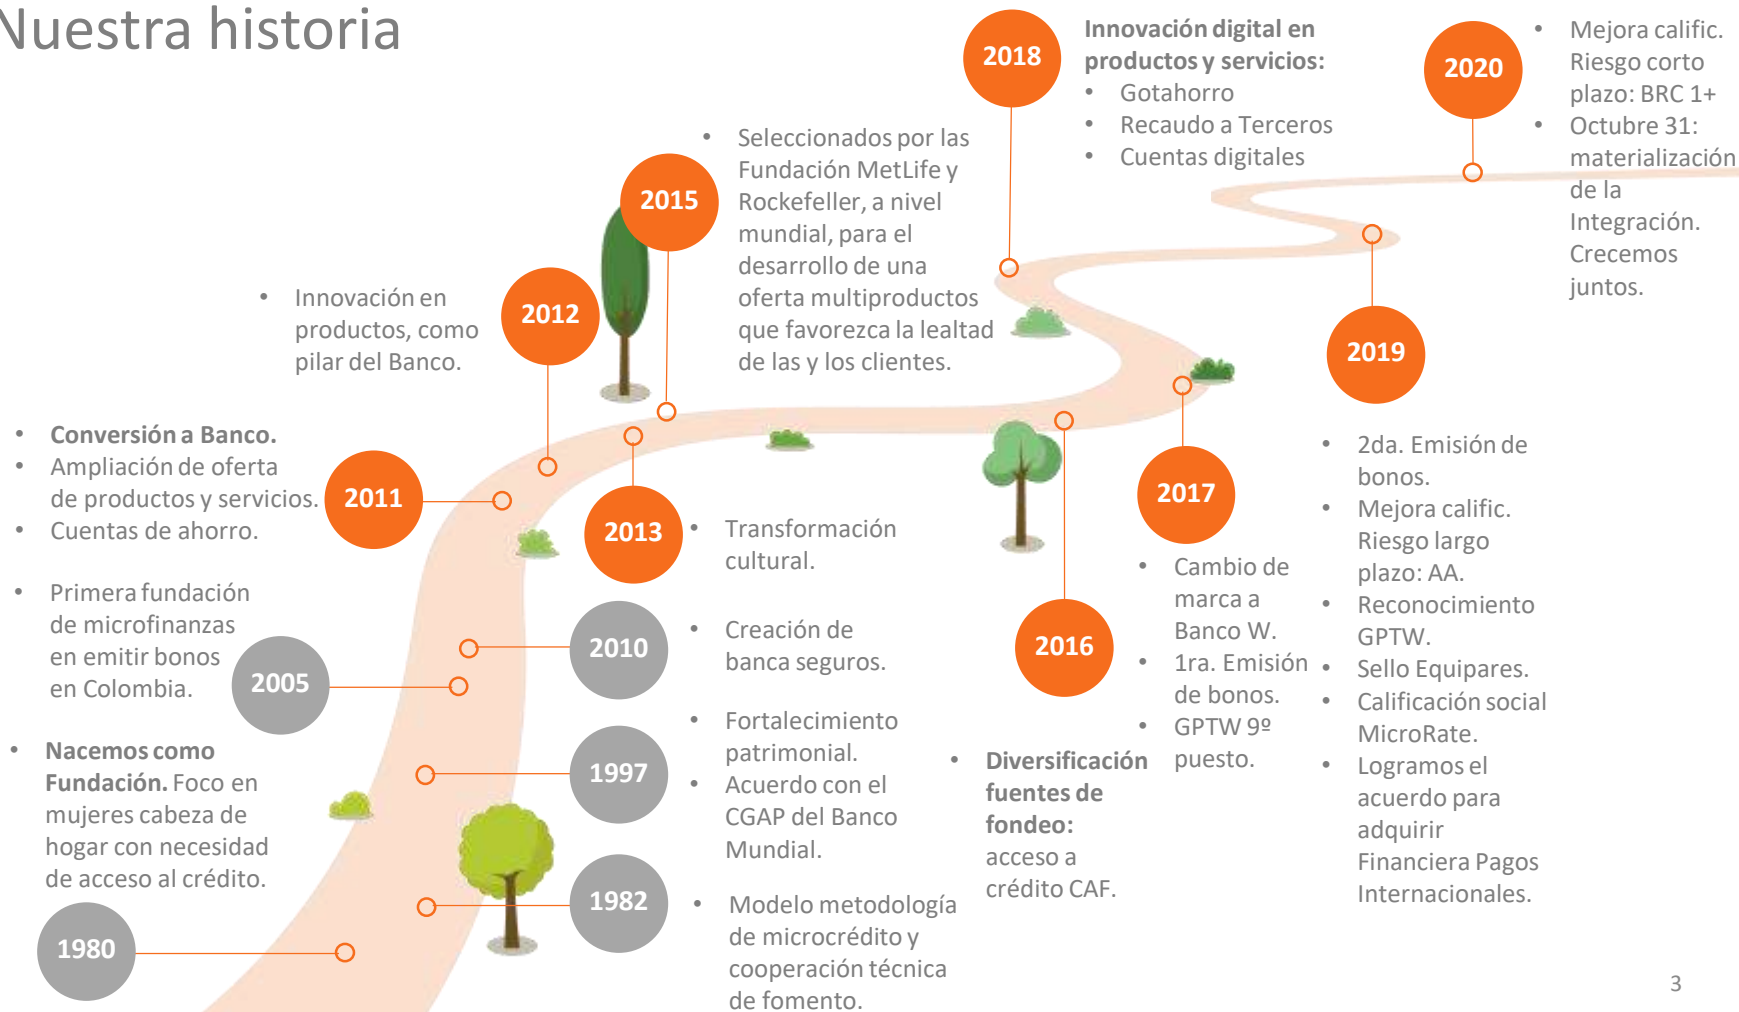 Nuestra historia
1980
• Nacemos como
Fundación. Foco en
mujeres cabeza de
hogar con necesidad
de acceso al crédito.
1982
• Modelo metodología
de microcrédito y
cooperación técnica
de fomento.
1997
• Fortalecimiento
patrimonial.
• Acuerdo con el
CGAP del Banco
Mundial.
2005
• Primera fundación
de microfinanzas
en emitir bonos
en Colombia.
2010
• Creación de
banca seguros.
2011
• Conversión a Banco.
• Ampliación de oferta
de productos y servicios.
• Cuentas de ahorro.
2012
• Innovación en
productos, como
pilar del Banco.
2013
• Transformación
cultural.
2015
• Seleccionados por las
Fundación MetLife y
Rockefeller, a nivel
mundial, para el
desarrollo de una
oferta multiproductos
que favorezca la lealtad
de las y los clientes.
2016
• Diversificación
fuentes de
fondeo:
acceso a
crédito CAF.
2017
• Cambio de
marca a
Banco W.
• 1ra. Emisión
de bonos.
• GPTW 9º
puesto.
2018
Innovación digital en
productos y servicios:
• Gotahorro
• Recaudo a Terceros
• Cuentas digitales
2019
• 2da. Emisión de
bonos.
• Mejora calific.
Riesgo largo
plazo: AA.
• Reconocimiento
GPTW.
• Sello Equipares.
• Calificación social
MicroRate.
• Logramos el
acuerdo para
adquirir
Financiera Pagos
Internacionales.
2020
• Mejora calific.
Riesgo corto
plazo: BRC 1+
• Octubre 31:
materialización
de la
Integración.
Crecemos
juntos.
3